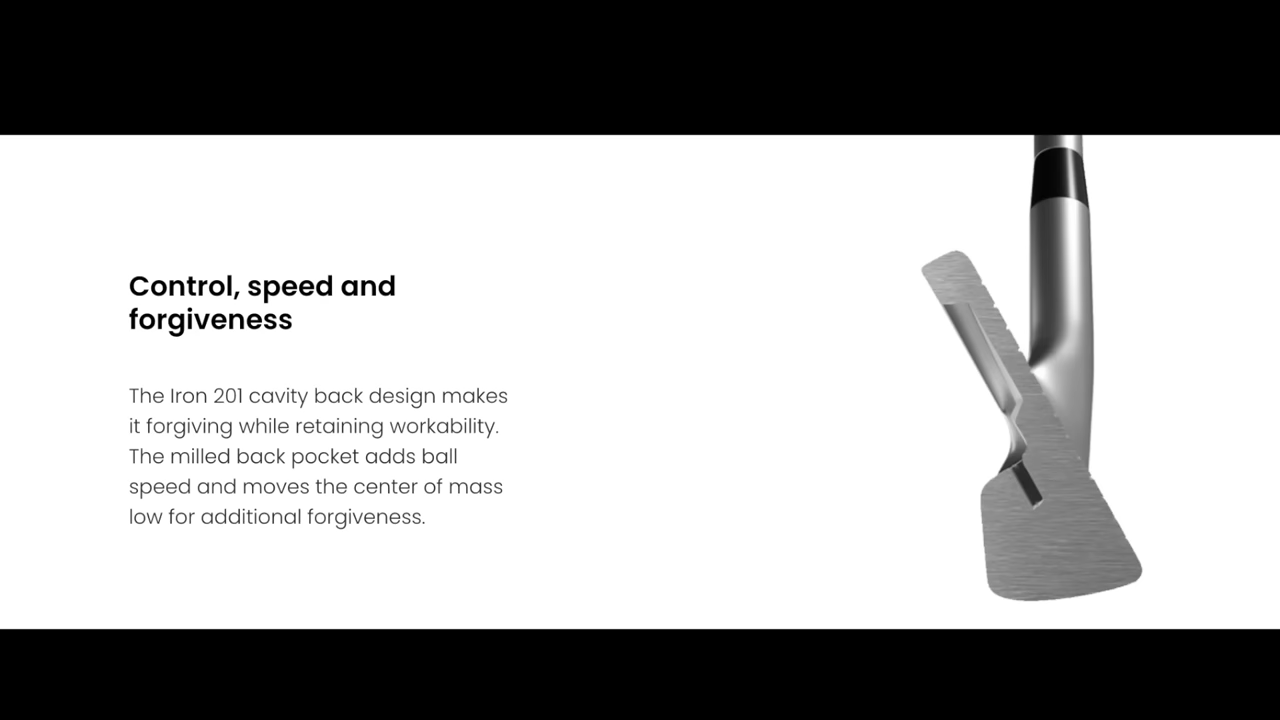 Control, speed and
forgiveness
The Iron 201 cavity back design makes
it forgiving while retaining workability.
The milled back pocket adds ball
speed and moves the center of mass
low for additional forgiveness.